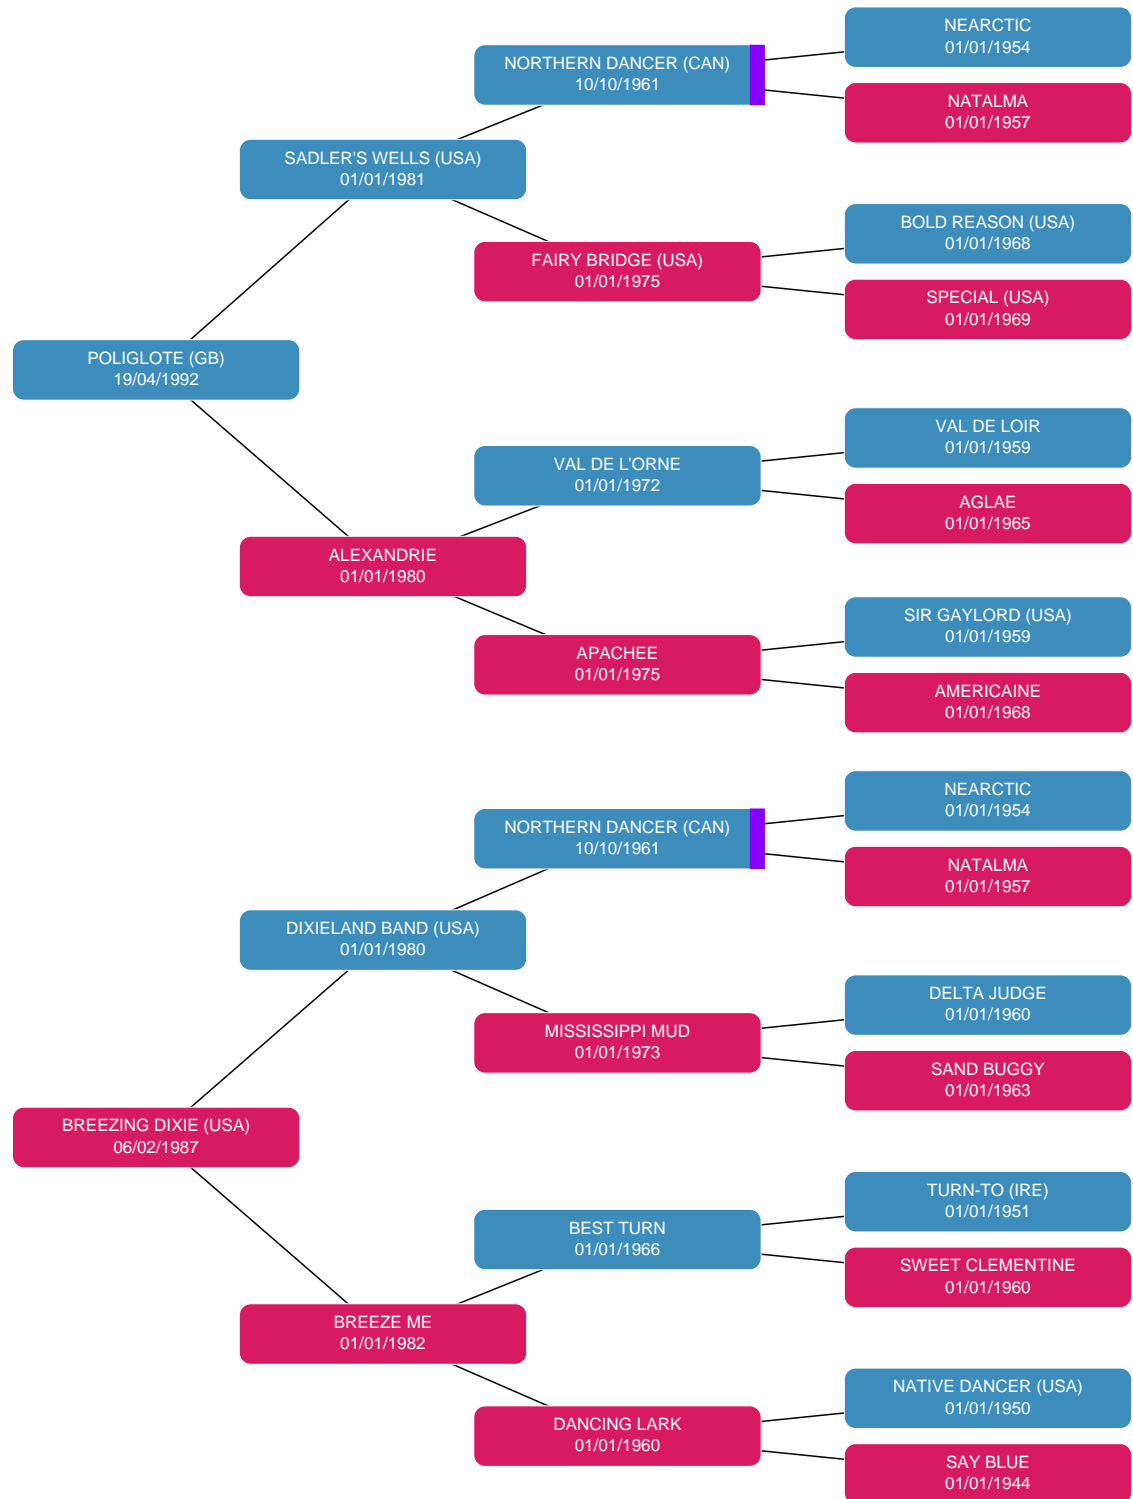 NEARCTIC
01/01/1954
NORTHERN DANCER (CAN)
10/10/1961
NATALMA
01/01/1957
SADLER'S WELLS (USA)
01/01/1981
BOLD REASON (USA)
01/01/1968
FAIRY BRIDGE (USA)
01/01/1975
SPECIAL (USA)
01/01/1969
POLIGLOTE (GB)
19/04/1992
VAL DE LOIR
01/01/1959
VAL DE L'ORNE
01/01/1972
AGLAE
01/01/1965
ALEXANDRIE
01/01/1980
SIR GAYLORD (USA)
01/01/1959
APACHEE
01/01/1975
AMERICAINE
01/01/1968
NEARCTIC
01/01/1954
NORTHERN DANCER (CAN)
10/10/1961
NATALMA
01/01/1957
DIXIELAND BAND (USA)
01/01/1980
DELTA JUDGE
01/01/1960
MISSISSIPPI MUD
01/01/1973
SAND BUGGY
01/01/1963
BREEZING DIXIE (USA)
06/02/1987
TURN-TO (IRE)
01/01/1951
BEST TURN
01/01/1966
SWEET CLEMENTINE
01/01/1960
BREEZE ME
01/01/1982
NATIVE DANCER (USA)
01/01/1950
DANCING LARK
01/01/1960
SAY BLUE
01/01/1944